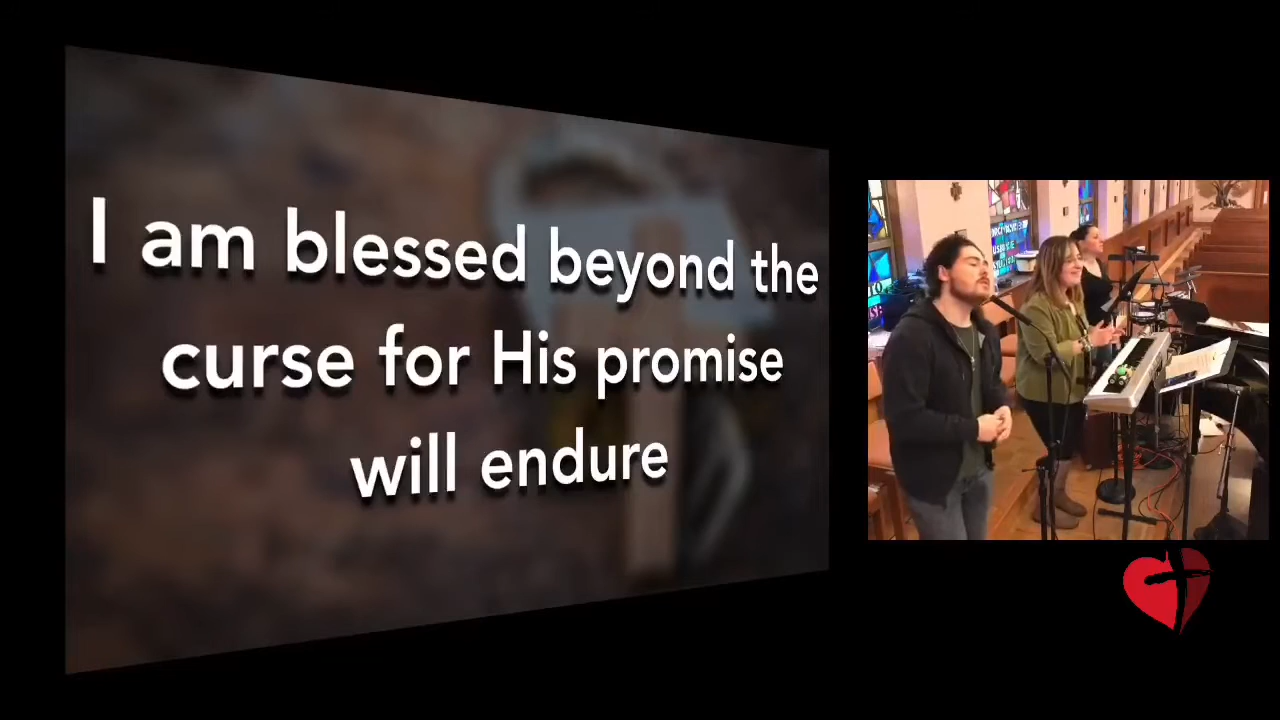 I am blessed beyond the
curse for His promise
will endure